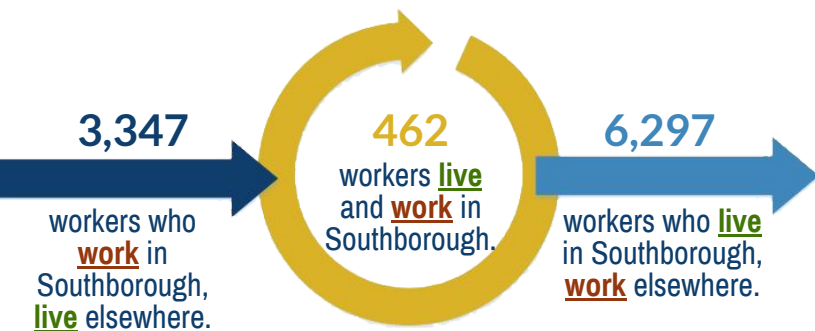 3,347
workers who
work in
Southborough,
live elsewhere.
462
workers live
and work in
Southborough.
6,297
workers who live
in Southborough,
work elsewhere.